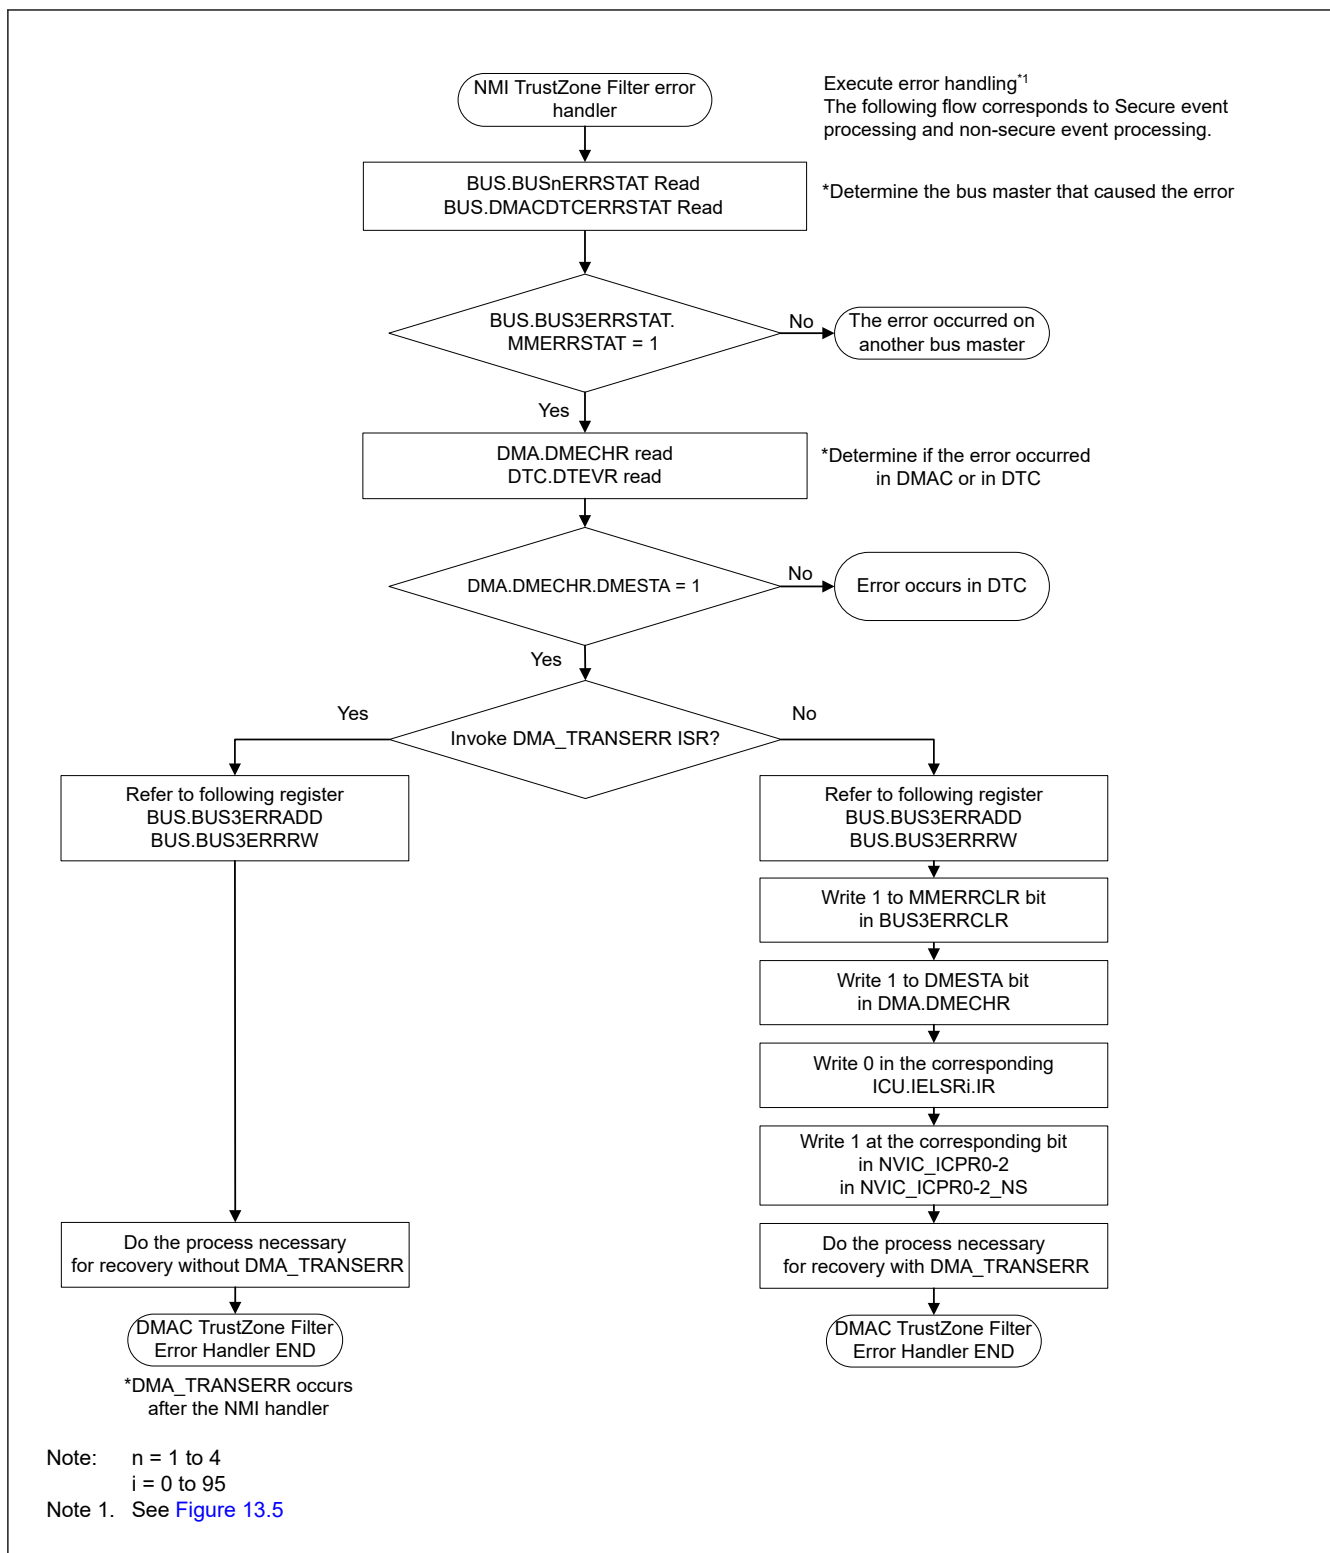 NMI TrustZone Filter error
handler
Execute error handling*1
The following flow corresponds to Secure event
processing and non-secure event processing.
BUS.BUSnERRSTAT Read
BUS.DMACDTCERRSTAT Read
*Determine the bus master that caused the error
BUS.BUS3ERRSTAT.
MMERRSTAT = 1
No
The error occurred on
another bus master
Yes
DMA.DMECHR read
DTC.DTEVR read
*Determine if the error occurred
in DMAC or in DTC
DMA.DMECHR.DMESTA = 1
No
Error occurs in DTC
Yes
Invoke DMA_TRANSERR ISR?
Yes
No
Refer to following register
BUS.BUS3ERRADD
BUS.BUS3ERRRW
Do the process necessary
for recovery without DMA_TRANSERR
DMAC TrustZone Filter
Error Handler END
*DMA_TRANSERR occurs
after the NMI handler
Refer to following register
BUS.BUS3ERRADD
BUS.BUS3ERRRW
Write 1 to MMERRCLR bit
in BUS3ERRCLR
Write 1 to DMESTA bit
in DMA.DMECHR
Write 0 in the corresponding
ICU.IELSRi.IR
Write 1 at the corresponding bit
in NVIC_ICPR0-2
in NVIC_ICPR0-2_NS
Do the process necessary
for recovery with DMA_TRANSERR
DMAC TrustZone Filter
Error Handler END
Note: n = 1 to 4
i = 0 to 95
Note 1. See Figure 13.5